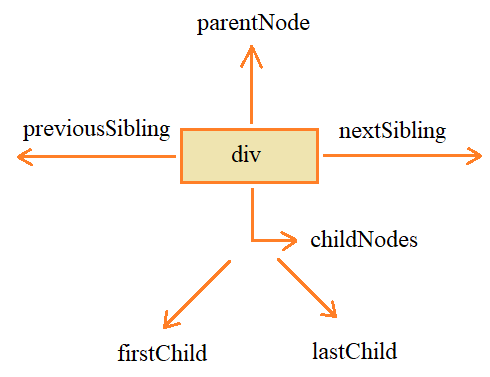 parentNode
previousSibling
div
nextSibling
childNodes
firstChild
lastChild